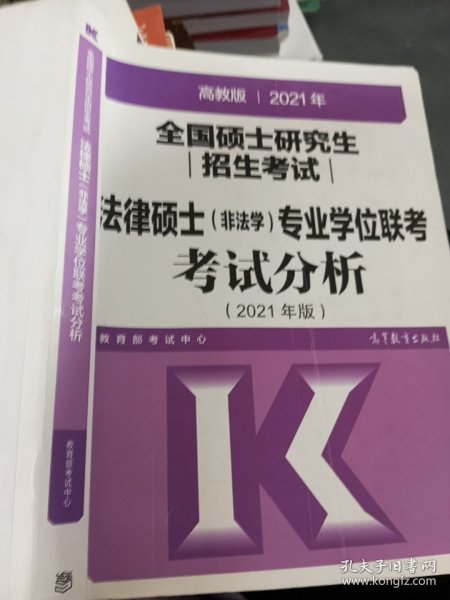 高教版 | 2021年
全国硕士研究生
|招生考试|
法律硕士(非法学)专业学位联考
考试分析
(2021年版)
教育部考试中心
高等教育出版社
K
全国硕士研究生招生考试 法律硕士(非法学)专业学位联考考试分析
教育部考试中心
孔夫子旧书网
www.kongfz.com